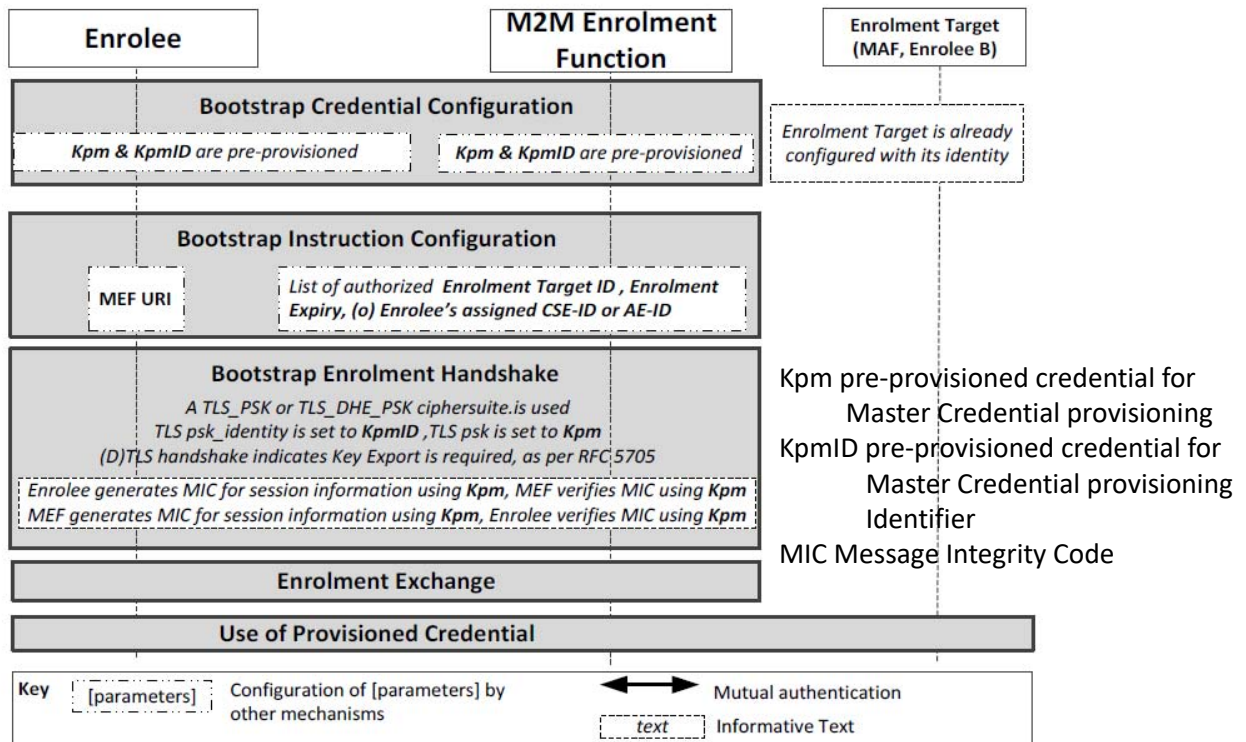 Enrolee
M2M Enrolment
Function
Enrolment Target
(MAF, Enrolee B)
Bootstrap Credential Configuration
Kpm & KpmID are pre-provisioned
Kpm & KpmID are pre-provisioned
Enrolment Target is already
configured with its identity
Bootstrap Instruction Configuration
MEF URI
List of authorized Enrolment Target ID , Enrolment
Expiry, (o) Enrolee's assigned CSE-ID or AE-ID
Bootstrap Enrolment Handshake
A TLS_PSK or TLS_DHE_PSK ciphersuite.is used
TLS psk_identity is set to KpmID ,TLS psk is set to Kpm
(D)TLS handshake indicates Key Export is required, as per RFC 5705
Enrolee generates MIC for session information using Kpm, MEF verifies MIC using Kpm
MEF generates MIC for session information using Kpm, Enrolee verifies MIC using Kpm
Kpm pre-provisioned credential for
Master Credential provisioning
KpmID pre-provisioned credential for
Master Credential provisioning
Identifier
MIC Message Integrity Code
Enrolment Exchange
Use of Provisioned Credential
Key
[parameters]
Configuration of [parameters] by
other mechanisms
Mutual authentication
text
Informative Text